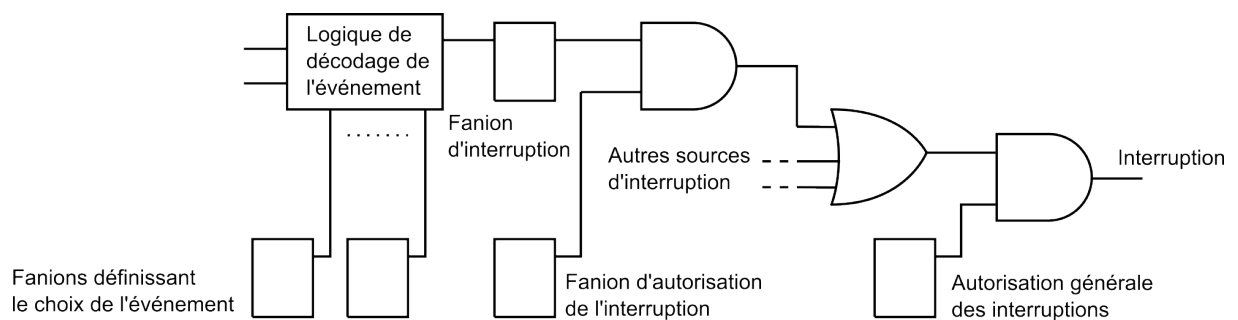 Logique de
décodage de
l'événement
Fanion
d'interruption
Autres sources
d'interruption
Interruption
Fanions définissant
le choix de l'événement
Fanion d'autorisation
de l'interruption
Autorisation générale
des interruptions